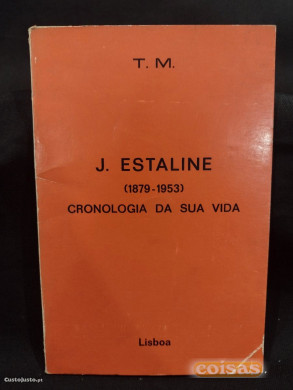 T. M.
J. ESTALINE
(1879-1953)
CRONOLOGIA DA SUA VIDA
Lisboa
CustoJusto.pt
coisas